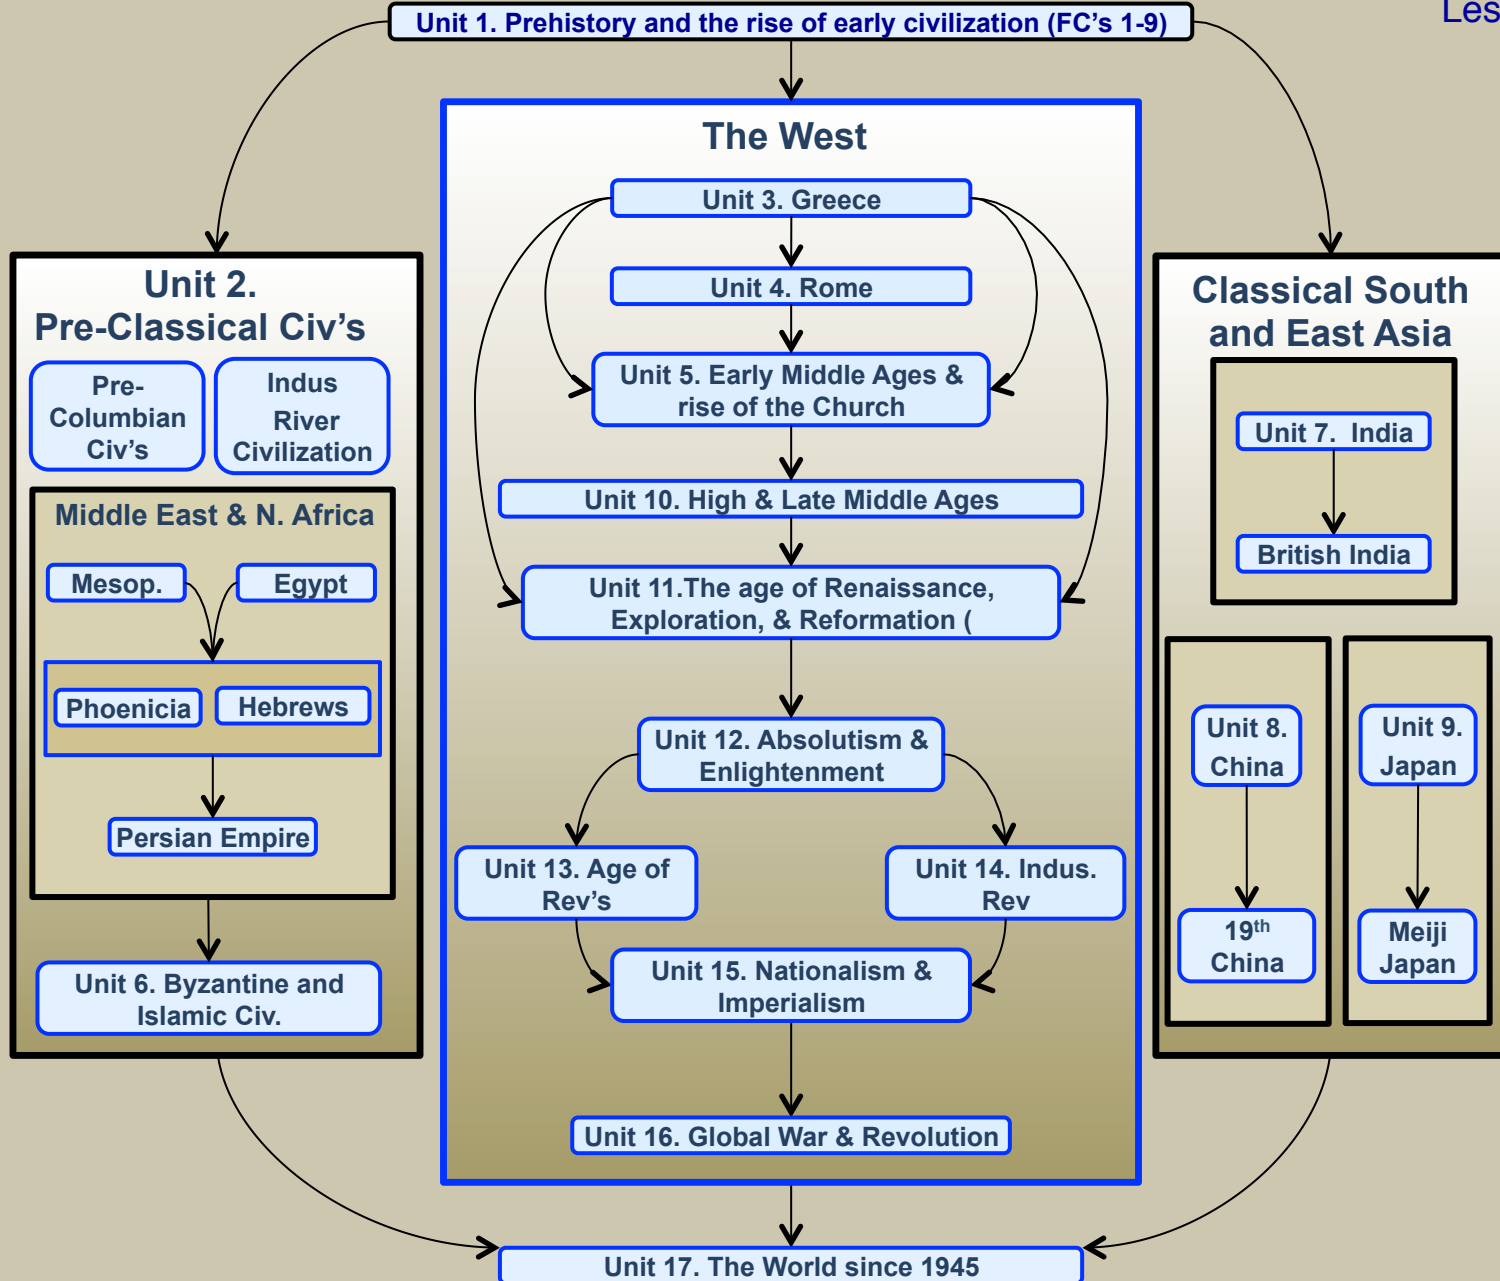 Unit 1. Prehistory and the rise of early civilization (FC’s 1-9)
Les
The West
Unit 3. Greece
Unit 4. Rome
Unit 5. Early Middle Ages &
rise of the Church
Unit 10. High & Late Middle Ages
Unit 11.The age of Renaissance,
Exploration, & Reformation (
Unit 12. Absolutism &
Enlightenment
Unit 13. Age of
Rev’s
Unit 14. Indus.
Rev
Unit 15. Nationalism &
Imperialism
Unit 16. Global War & Revolution
Unit 2.
Pre-Classical Civ’s
Pre-
Columbian
Civ’s
Indus
River
Civilization
Middle East & N. Africa
Mesop.
Egypt
Phoenicia
Hebrews
Persian Empire
Unit 6. Byzantine and
Islamic Civ.
Classical South
and East Asia
Unit 7. India
British India
Unit 8.
China
19th
China
Unit 9.
Japan
Meiji
Japan
Unit 17. The World since 1945